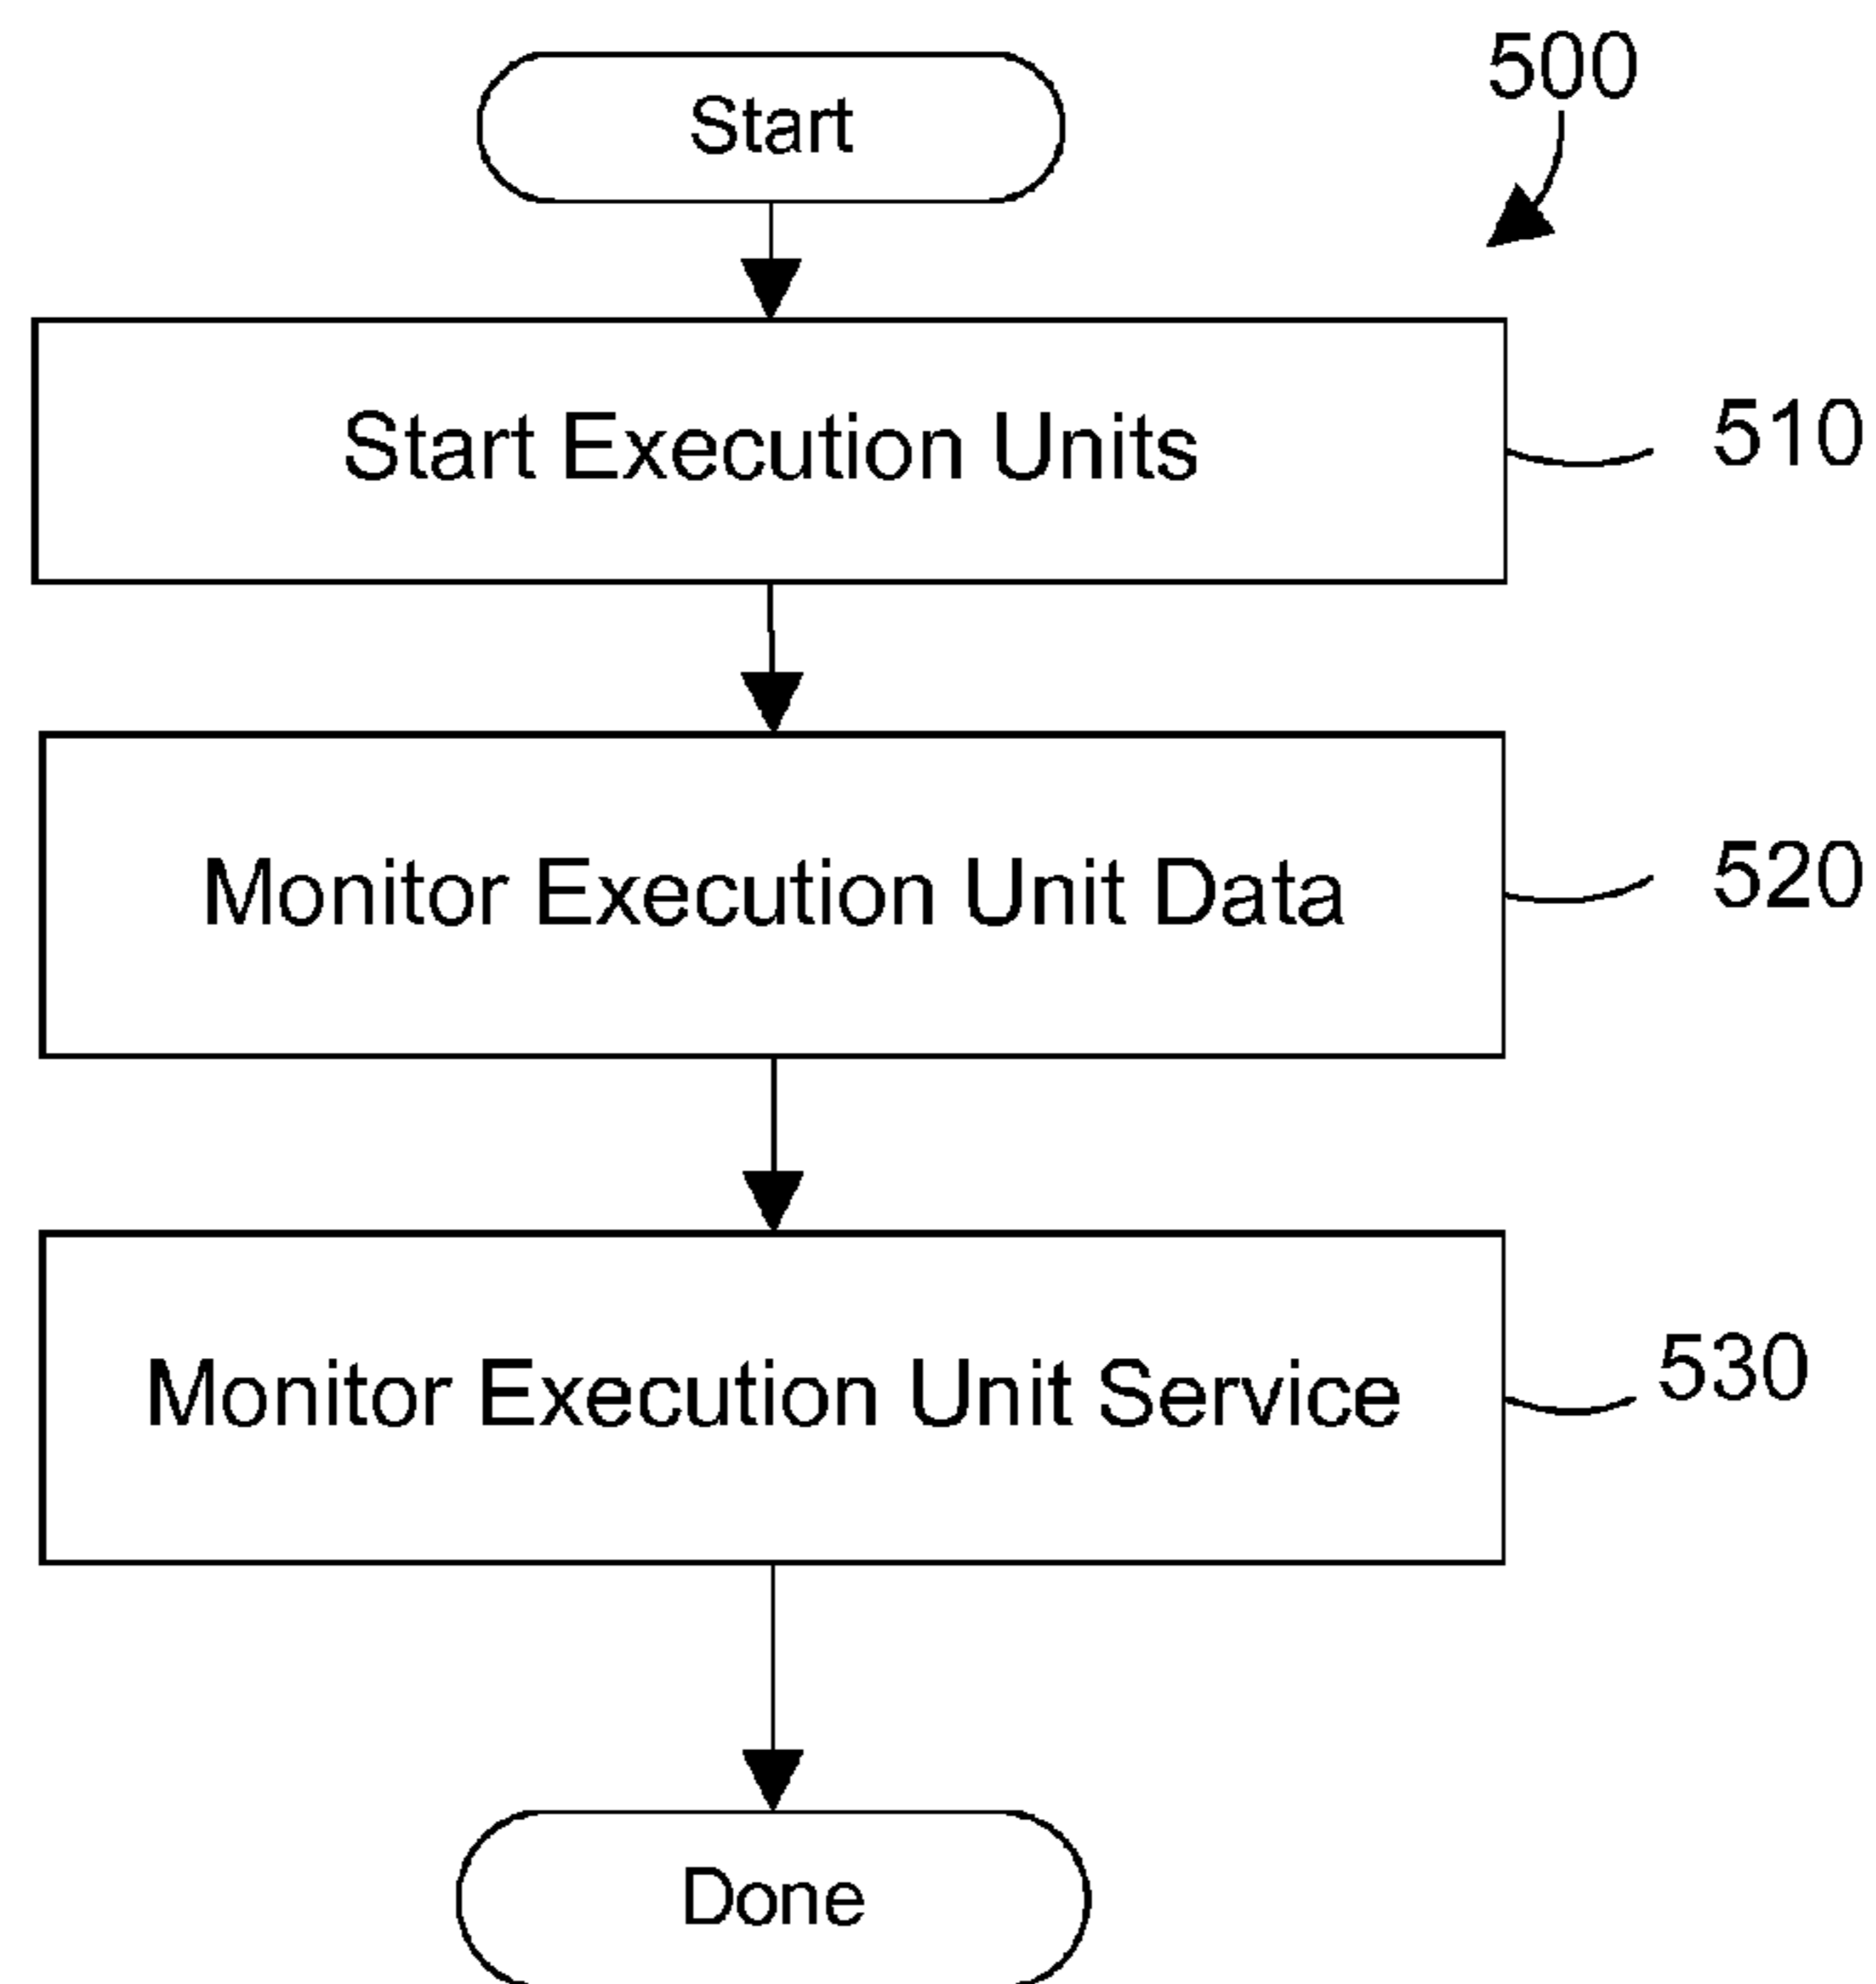 Start
500
Start Execution Units
510
Monitor Execution Unit Data
520
Monitor Execution Unit Service
530
Done